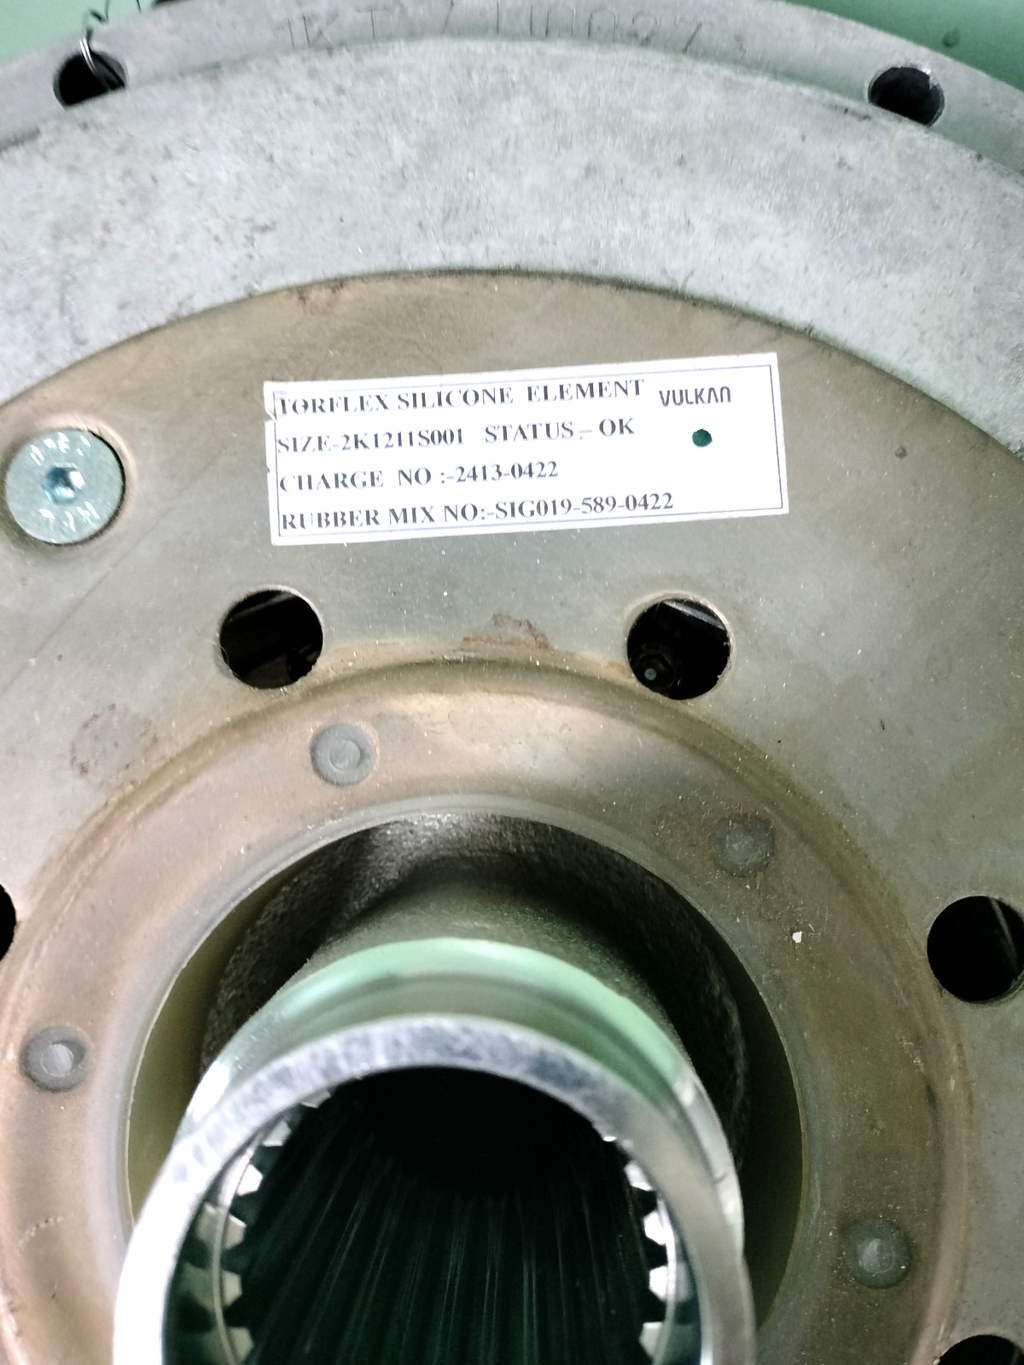 TORFLEX SILICONE ELEMENT VULKAN
SIZE-2K1211S001 STATUS - OK
CHARGE NO :-2413-0422
RUBBER MIX NO:-SIG019-589-0422